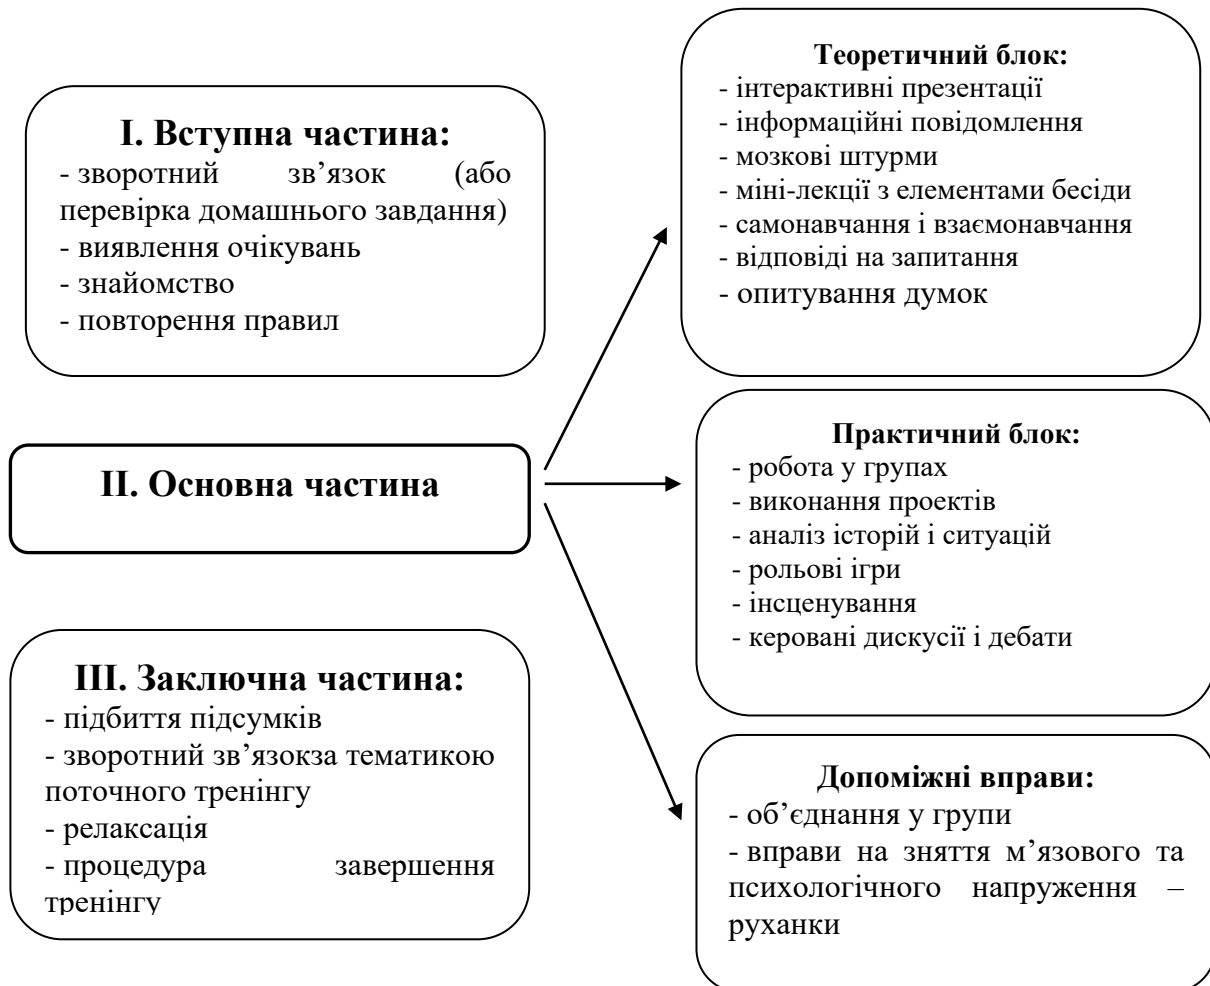 І. Вступна частина:
- зворотний зв’язок (або
перевірка домашнього завдання)
- виявлення очікувань
- знайомство
- повторення правил
ІІ. Основна частина
ІІІ. Заключна частина:
- підбиття підсумків
- зворотний зв’язокза тематикою
поточного тренінгу
- релаксація
- процедура завершення
тренінгу
Теоретичний блок:
- інтерактивні презентації
- інформаційні повідомлення
- мозкові штурми
- міні-лекції з елементами бесіди
- самонавчання і взаємонавчання
- відповіді на запитання
- опитування думок
Практичний блок:
- робота у групах
- виконання проектів
- аналіз історій і ситуацій
- рольові ігри
- інсценування
- керовані дискусії і дебати
Допоміжні вправи:
- об’єднання у групи
- вправи на зняття м’язового та
психологічного напруження –
руханки